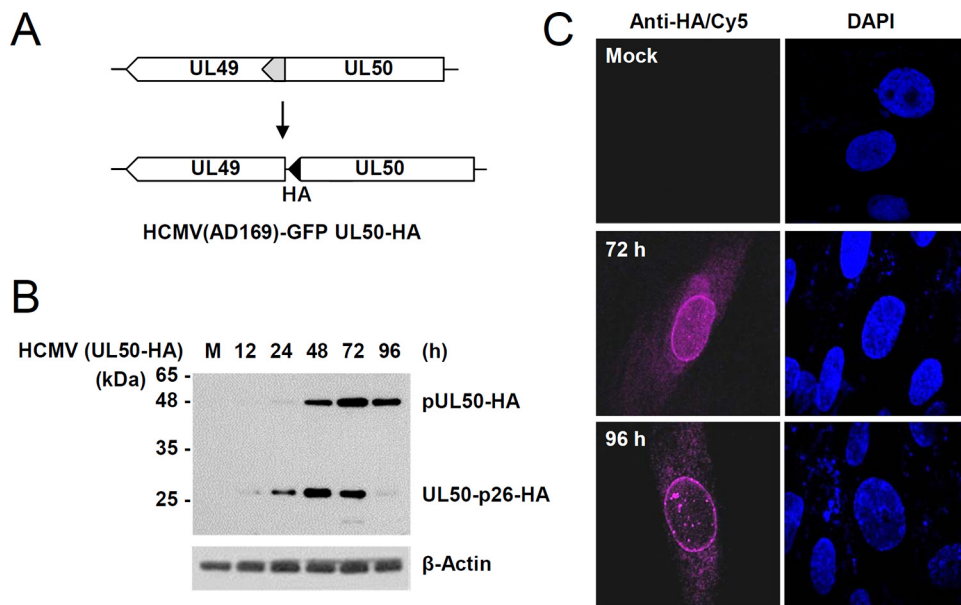 A
UL49 UL50
UL49 UL50
HA
HCMV(AD169)-GFP UL50-HA
B
HCMV (UL50-HA) M 12 24 48 72 96 (h)
(kDa)
65 -
48 - pUL50-HA
35 -
25 - UL50-p26-HA
β-Actin
C
Anti-HA/Cy5 DAPI
Mock
72 h
96 h